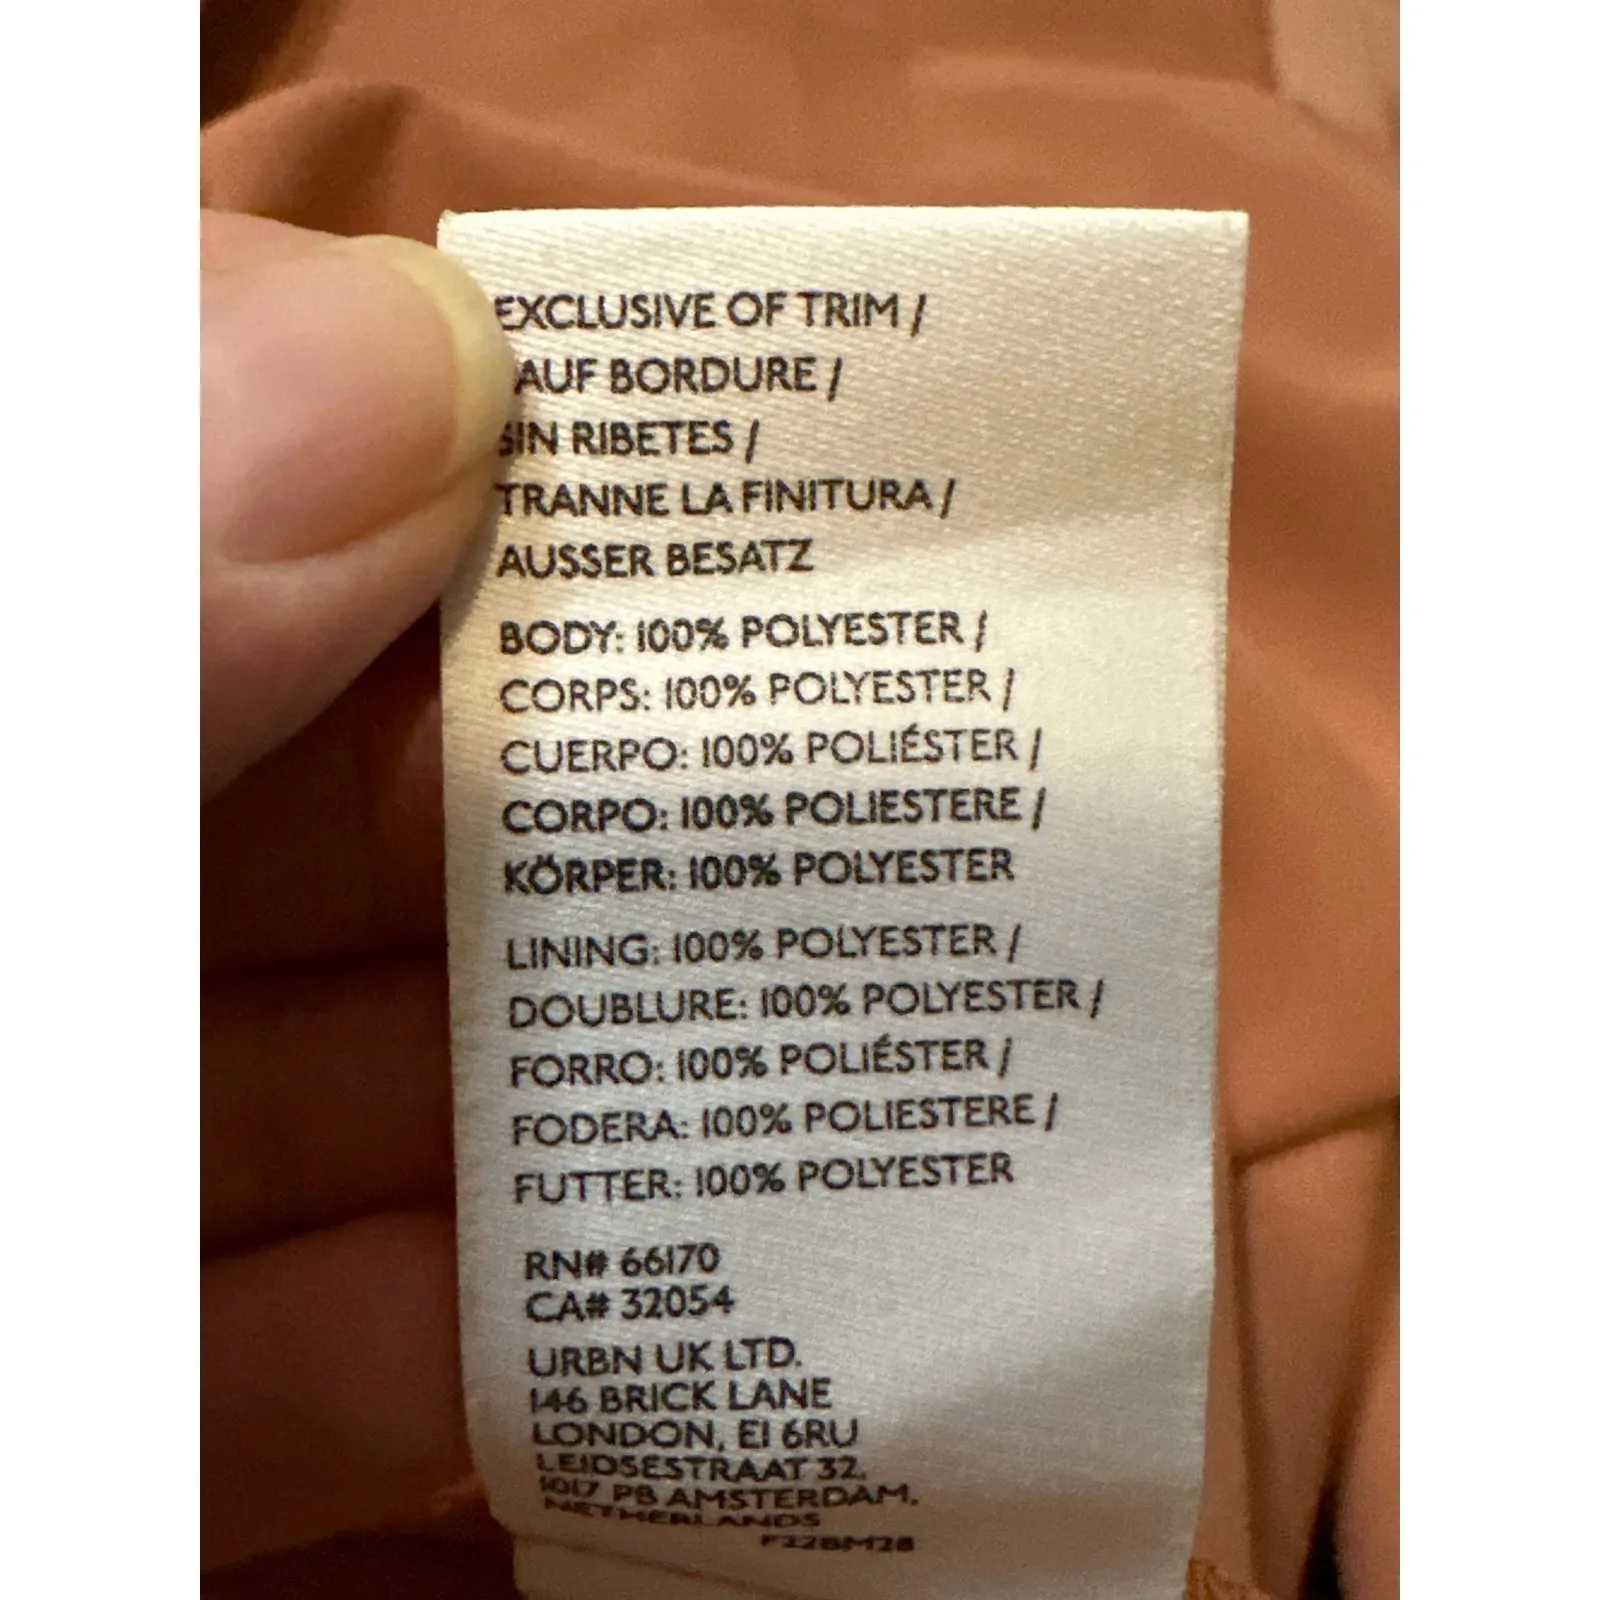 EXCLUSIVE OF TRIM /
AUF BORDURE /
SIN RIBETES /
TRANNE LA FINITURA /
AUSSER BESATZ
BODY: 100% POLYESTER /
CORPS: 100% POLYESTER /
CUERPO: 100% POLIÉSTER /
CORPO: 100% POLIESTERE /
KÖRPER: 100% POLYESTER
LINING: 100% POLYESTER /
DOUBLURE: 100% POLYESTER /
FORRO: 100% POLIÉSTER /
FODERA: 100% POLIESTERE /
FUTTER: 100% POLYESTER
RN# 66170
CA# 32054
URBN UK LTD.
146 BRICK LANE
LONDON, E1 6RU
LEIDSESTRAAT 32,
1017 PB AMSTERDAM,
NETHERLANDS